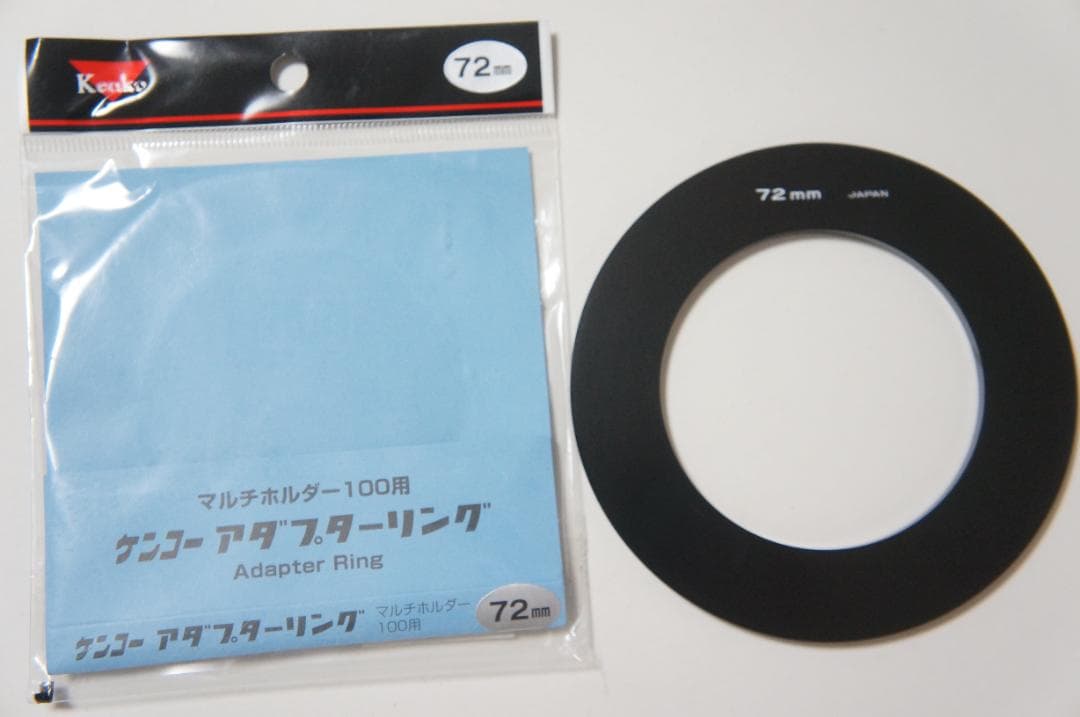 Kenko
72mm
マルチホルダー100用
ケンコー アダプターリング
Adapter Ring
ケンコー アダプターリング マルチホルダー
100用
72mm
72mm JAPAN